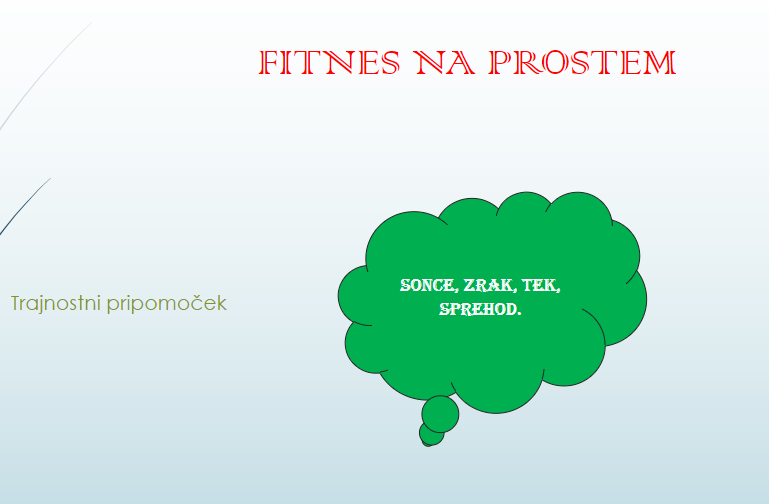 FITNES NA PROSTEM
SONCE, ZRAK, TEK,
SPREHOD.
Trajnostni pripomoček